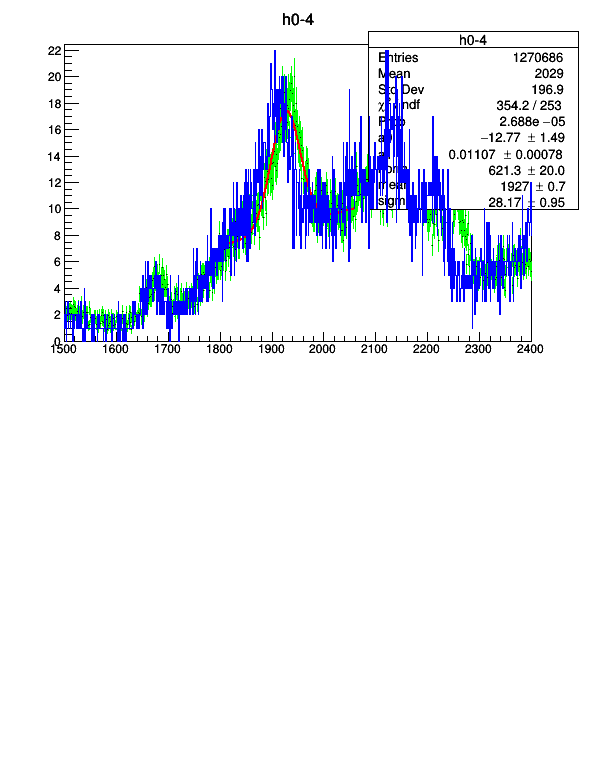 h0-4
h0-4
Entries 1270686
Mean 2029
Std Dev 196.9
/ ndf 354.2 / 253
2.688e −05
−12.77 ± 1.49
0.01107 ± 0.00078
621.3 ± 20.0
mean 1927 ± 0.7
sigma 28.17 ± 0.95
22
20
18
16
14
12
10
8
6
4
2
0
1500 1600 1700 1800 1900 2000 2100 2200 2300 2400